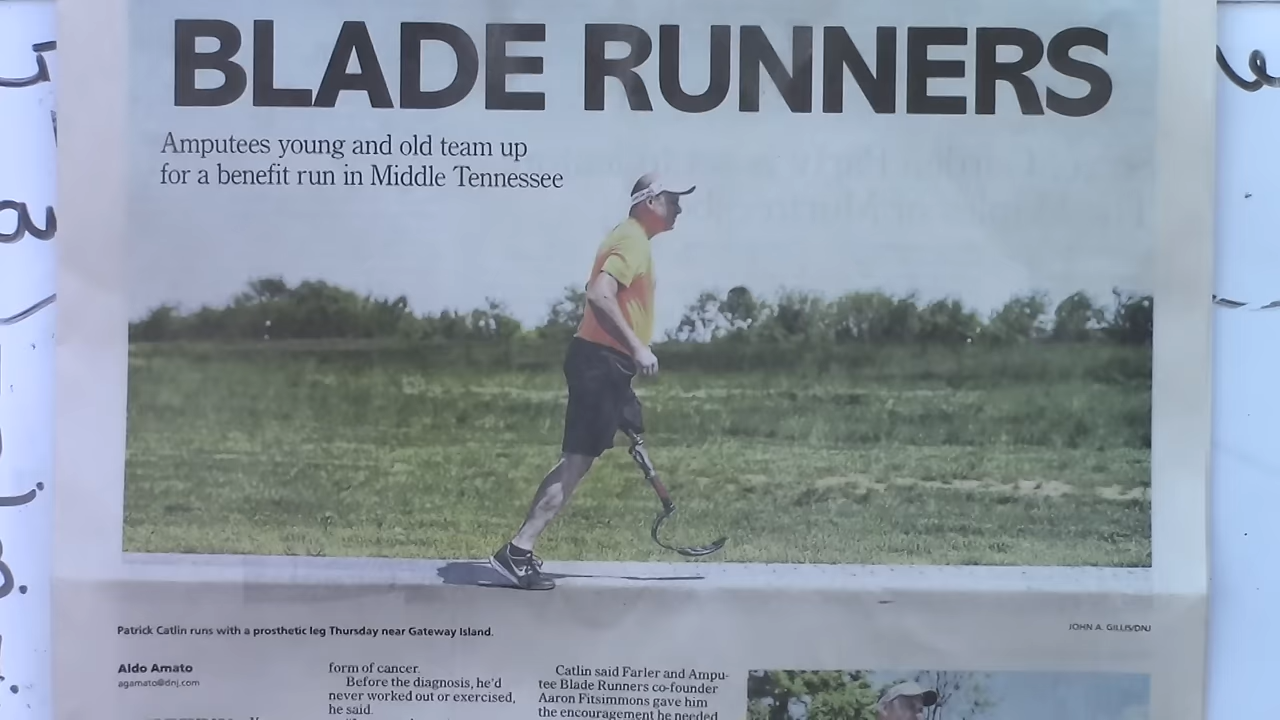 BLADE RUNNERS
Amputees young and old team up
for a benefit run in Middle Tennessee
Patrick Catlin runs with a prosthetic leg Thursday near Gateway Island.
JOHN A. GILLIS/DNJ
Aldo Amato
agamato@dnj.com
form of cancer.
Before the diagnosis, he'd
never worked out or exercised,
he said.
Catlin said Farler and Ampu-
tee Blade Runners co-founder
Aaron Fitsimmons gave him
the encouragement he needed